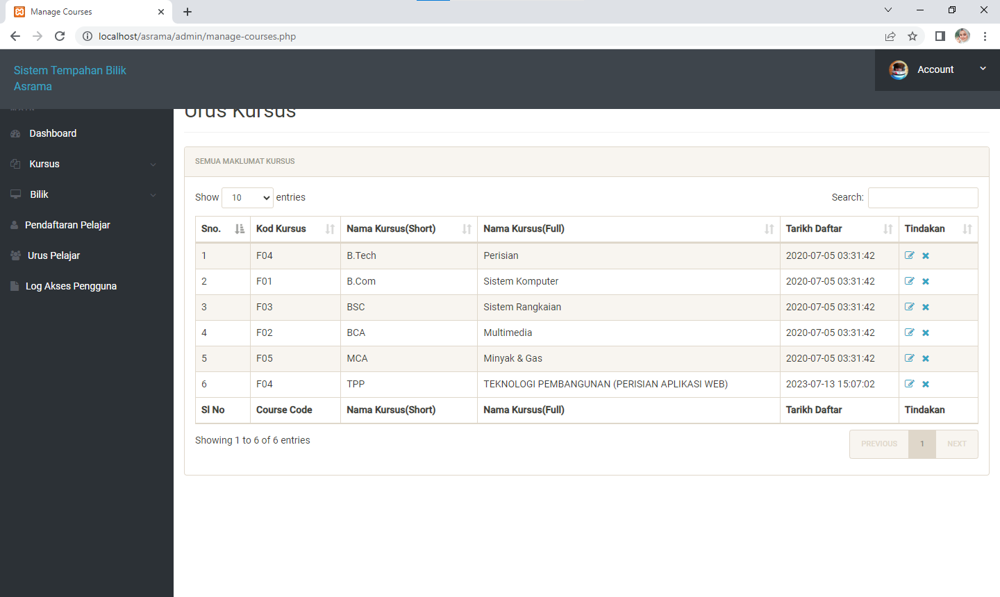 Manage Courses
localhost/asrama/admin/manage-courses.php
Sistem Tempahan Bilik
Asrama
Account
Dashboard
Kursus
Bilik
Pendaftaran Pelajar
Urus Pelajar
Log Akses Pengguna
Urus Kursus
SEMUA MAKLUMAT KURSUS
Show 10 entries Search:
Sno. Kod Kursus Nama Kursus(Short) Nama Kursus(Full) Tarikh Daftar Tindakan
1 F04 B.Tech Perisian 2020-07-05 03:31:42
2 F01 B.Com Sistem Komputer 2020-07-05 03:31:42
3 F03 BSC Sistem Rangkaian 2020-07-05 03:31:42
4 F02 BCA Multimedia 2020-07-05 03:31:42
5 F05 MCA Minyak & Gas 2020-07-05 03:31:42
6 F04 TPP TEKNOLOGI PEMBANGUNAN (PERISIAN APLIKASI WEB) 2023-07-13 15:07:02
Sl No Course Code Nama Kursus(Short) Nama Kursus(Full) Tarikh Daftar Tindakan
Showing 1 to 6 of 6 entries PREVIOUS 1 NEXT